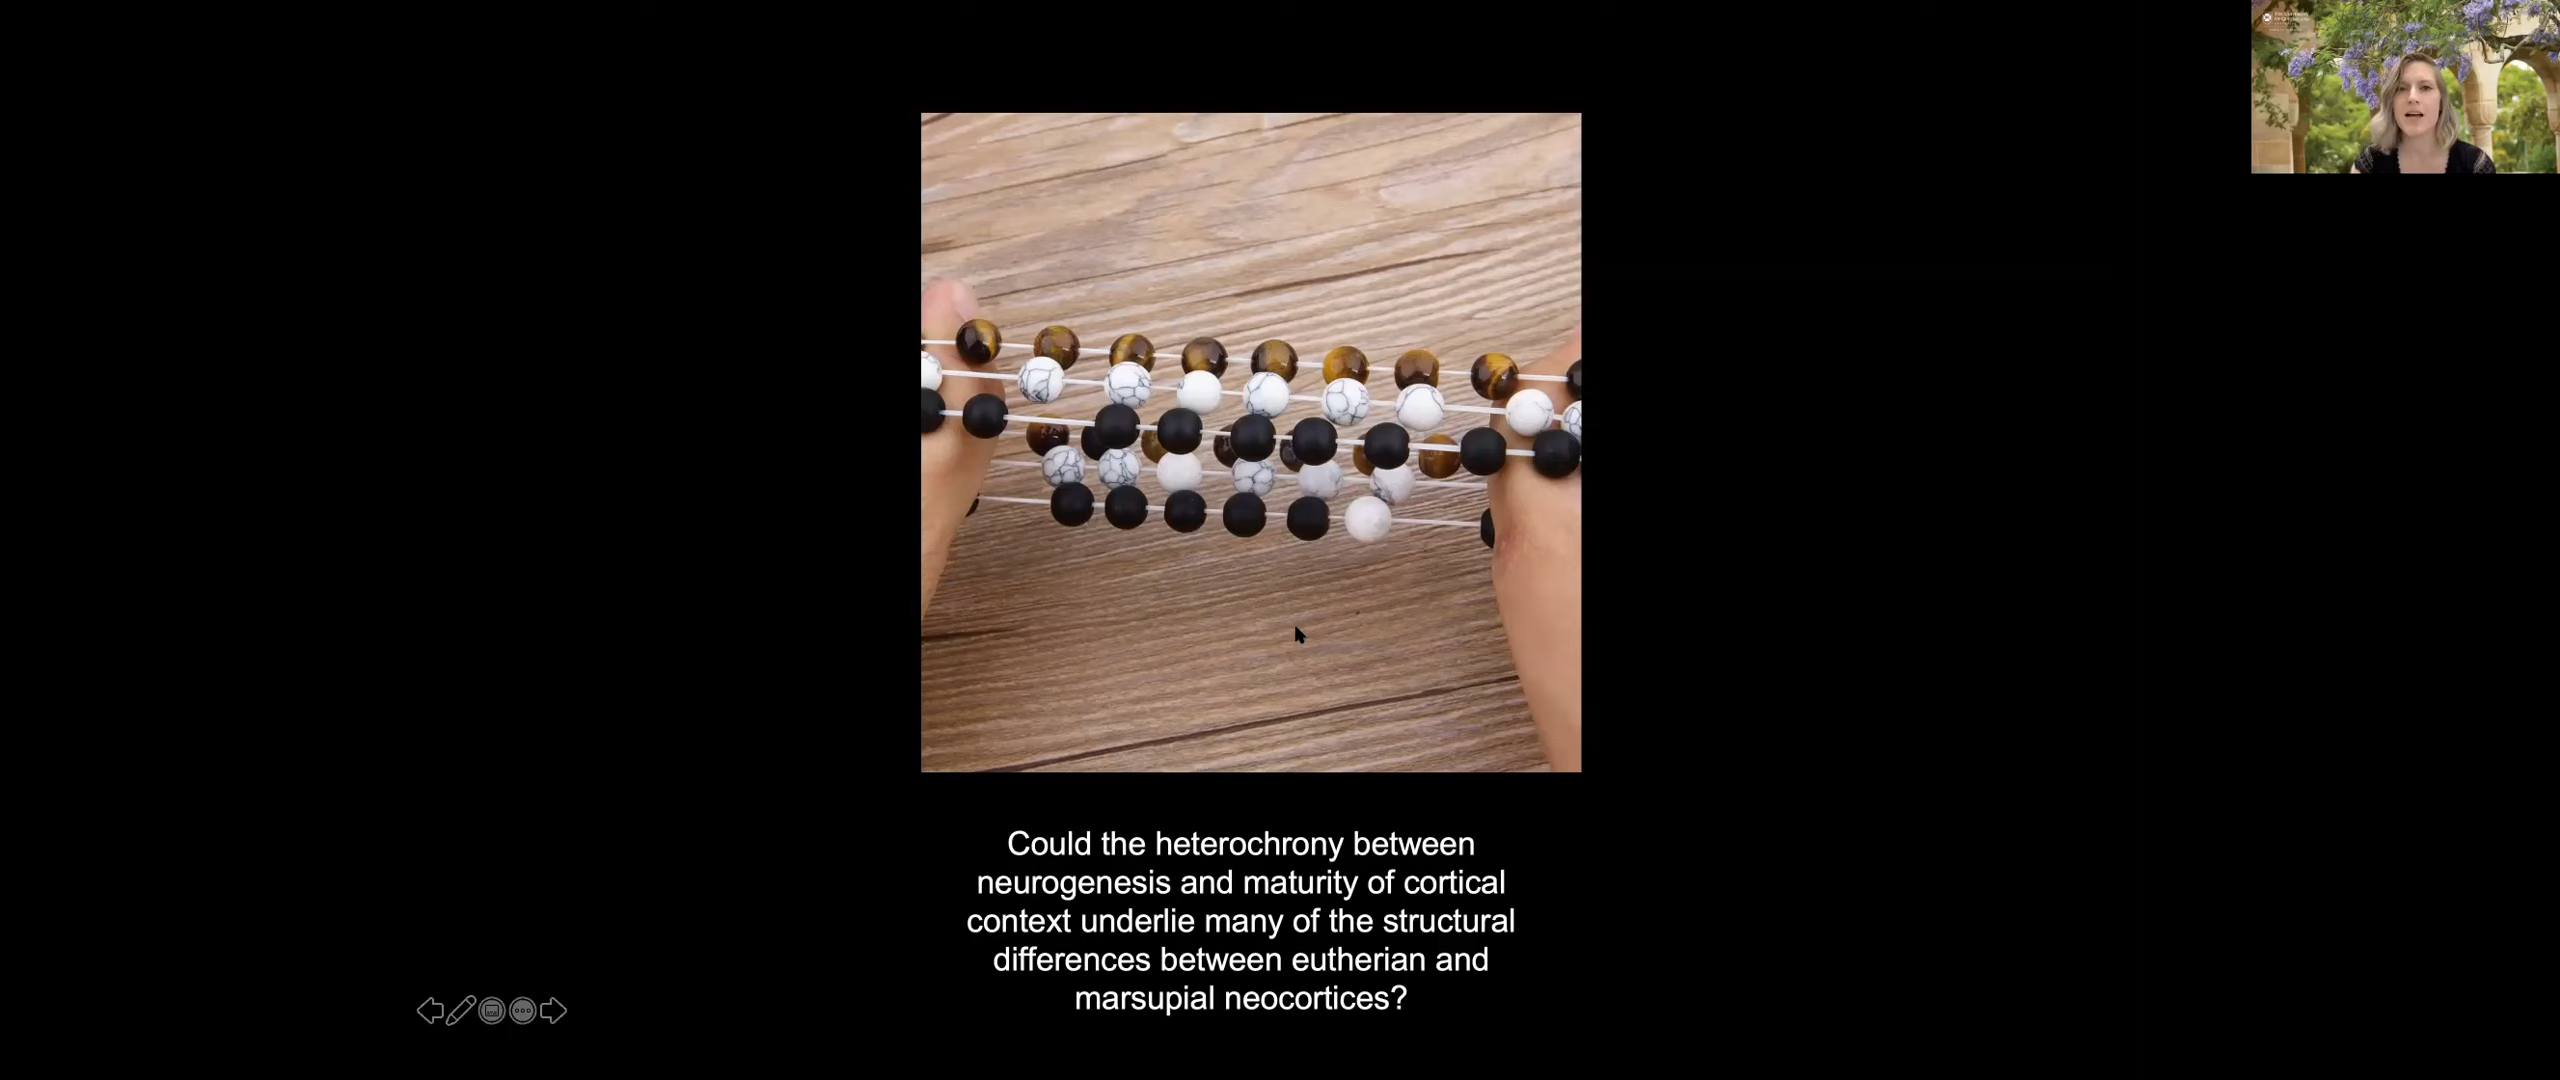 Could the heterochrony between
neurogenesis and maturity of cortical
context underlie many of the structural
differences between eutherian and
marsupial neocortices?